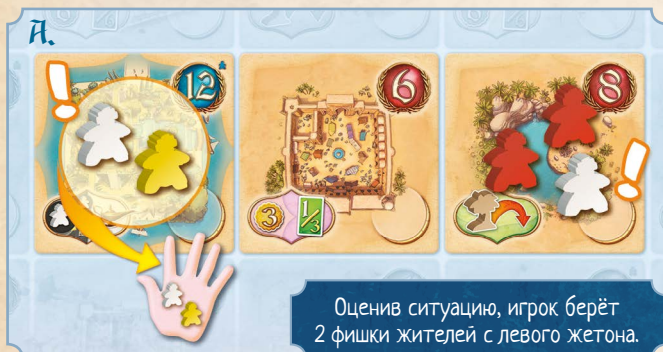 А.
12
6
8
3
1/3
Оценив ситуацию, игрок берёт
2 фишки жителей с левого жетона.